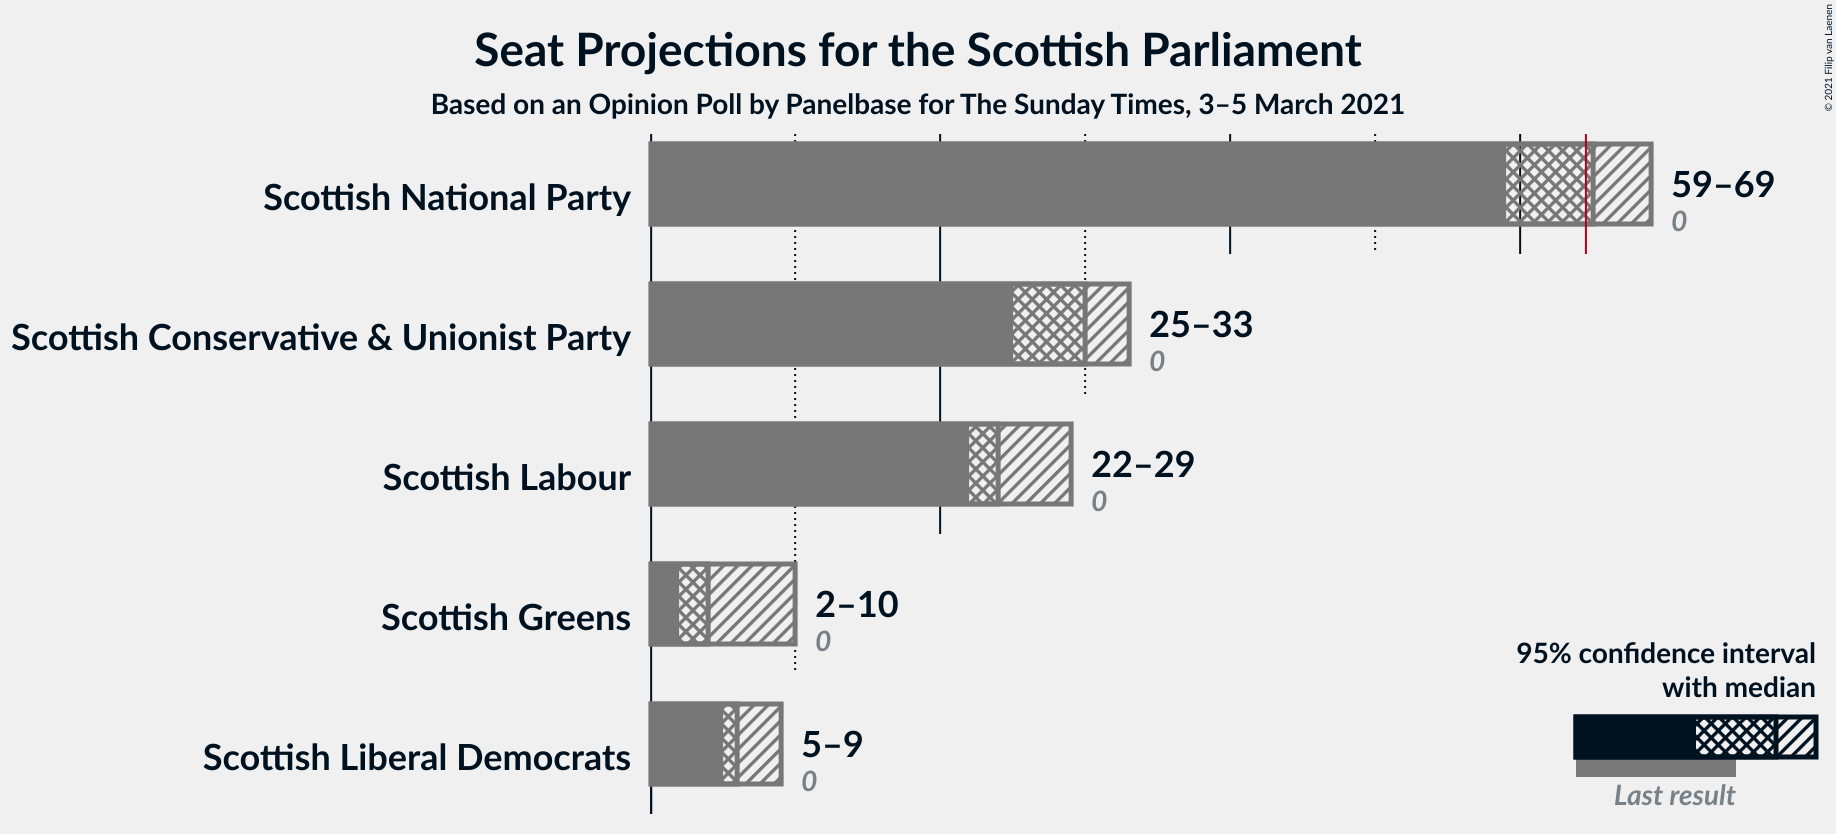 Seat Projections for the Scottish Parliament
Based on an Opinion Poll by Panelbase for The Sunday Times, 3–5 March 2021
© 2021 Filip van Laenen
Scottish National Party
59–69
0
Scottish Conservative & Unionist Party
25–33
0
Scottish Labour
22–29
0
Scottish Greens
2–10
0
Scottish Liberal Democrats
5–9
0
95% confidence interval
with median
Last result